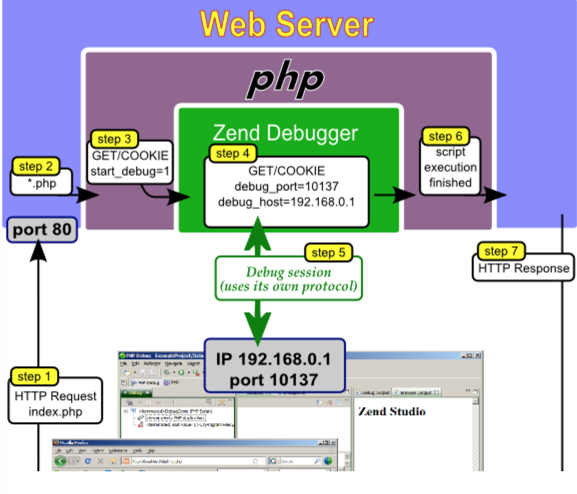 Web Server
php
Zend Debugger
step 2
*.php
step 3
GET/COOKIE
start_debug=1
step 4
GET/COOKIE
debug_port=10137
debug_host=192.168.0.1
step 6
script
execution
finished
port 80
step 5
Debug session
(uses its own protocol)
step 7
HTTP Response
IP 192.168.0.1
port 10137
step 1
HTTP Request
index.php
PHP Debug
Zend Studio